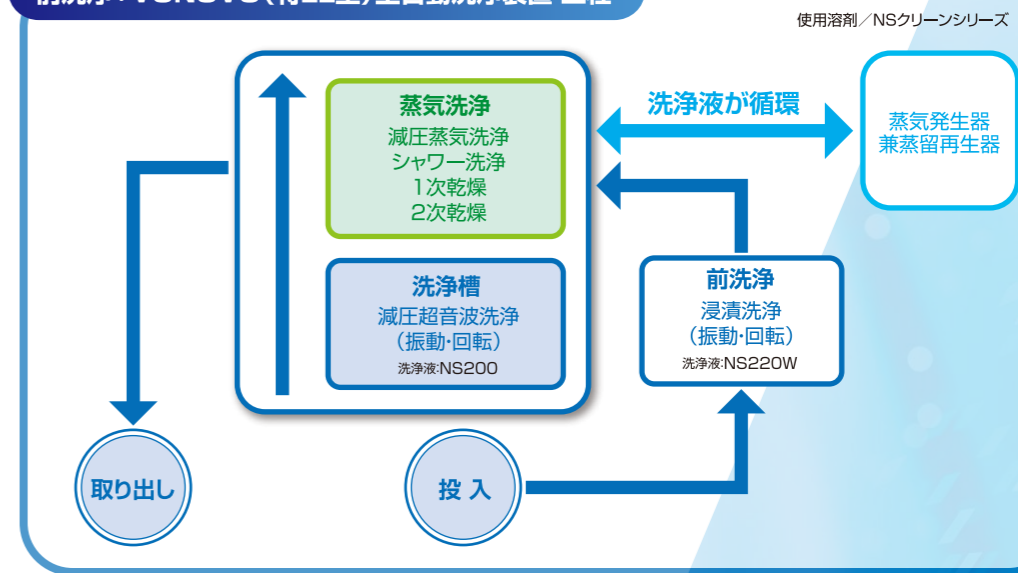 使用溶剤／NSクリーンシリーズ
蒸気洗浄
減圧蒸気洗浄
シャワー洗浄
1次乾燥
2次乾燥
洗浄液が循環
蒸気発生器
兼蒸留再生器
洗浄槽
減圧超音波洗浄
（振動・回転）
洗浄液:NS200
前洗浄
浸漬洗浄
（振動・回転）
洗浄液:NS220W
取り出し
投 入